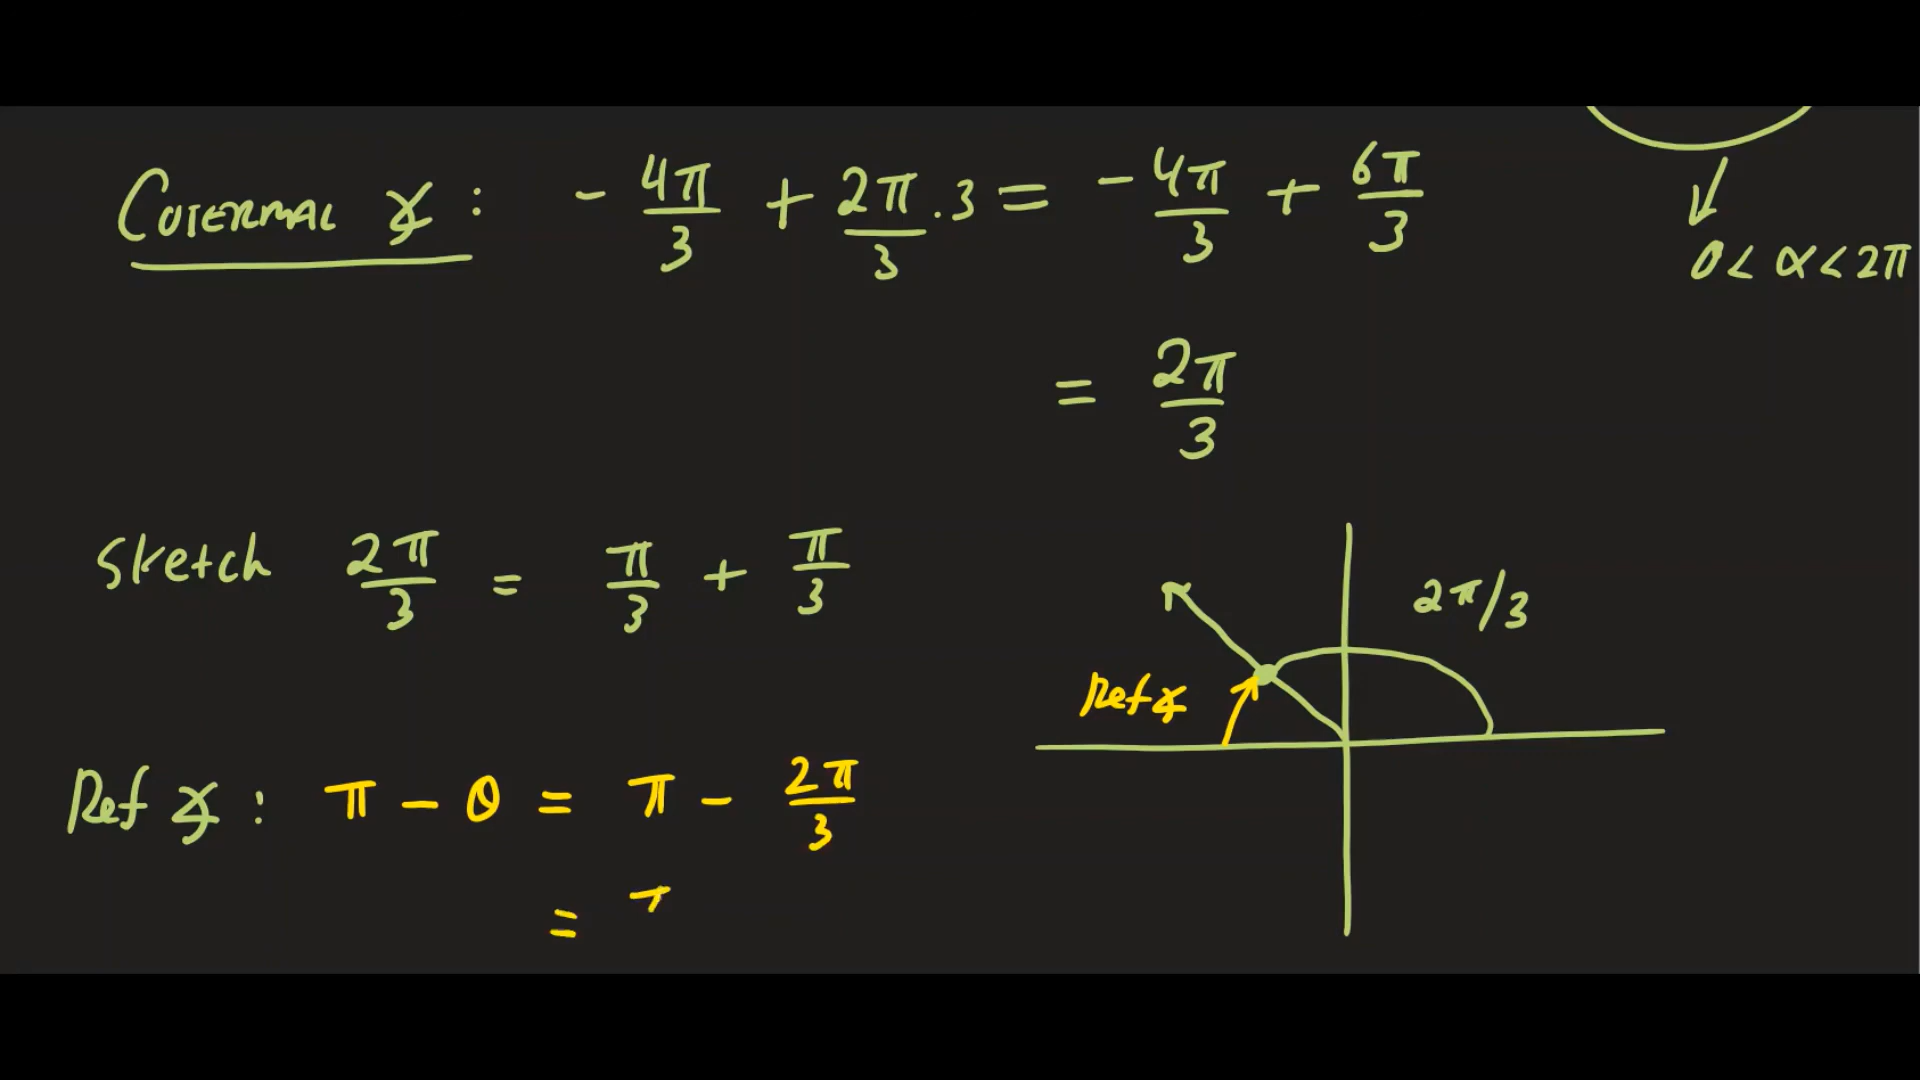 COTERMAL ∡ : - 4π/3 + 2π/3 . 3 = - 4π/3 + 6π/3
0 < α < 2π
= 2π/3
Sketch 2π/3 = π/3 + π/3
2π/3
Ref ∡
Ref ∡ : π - θ = π - 2π/3
=